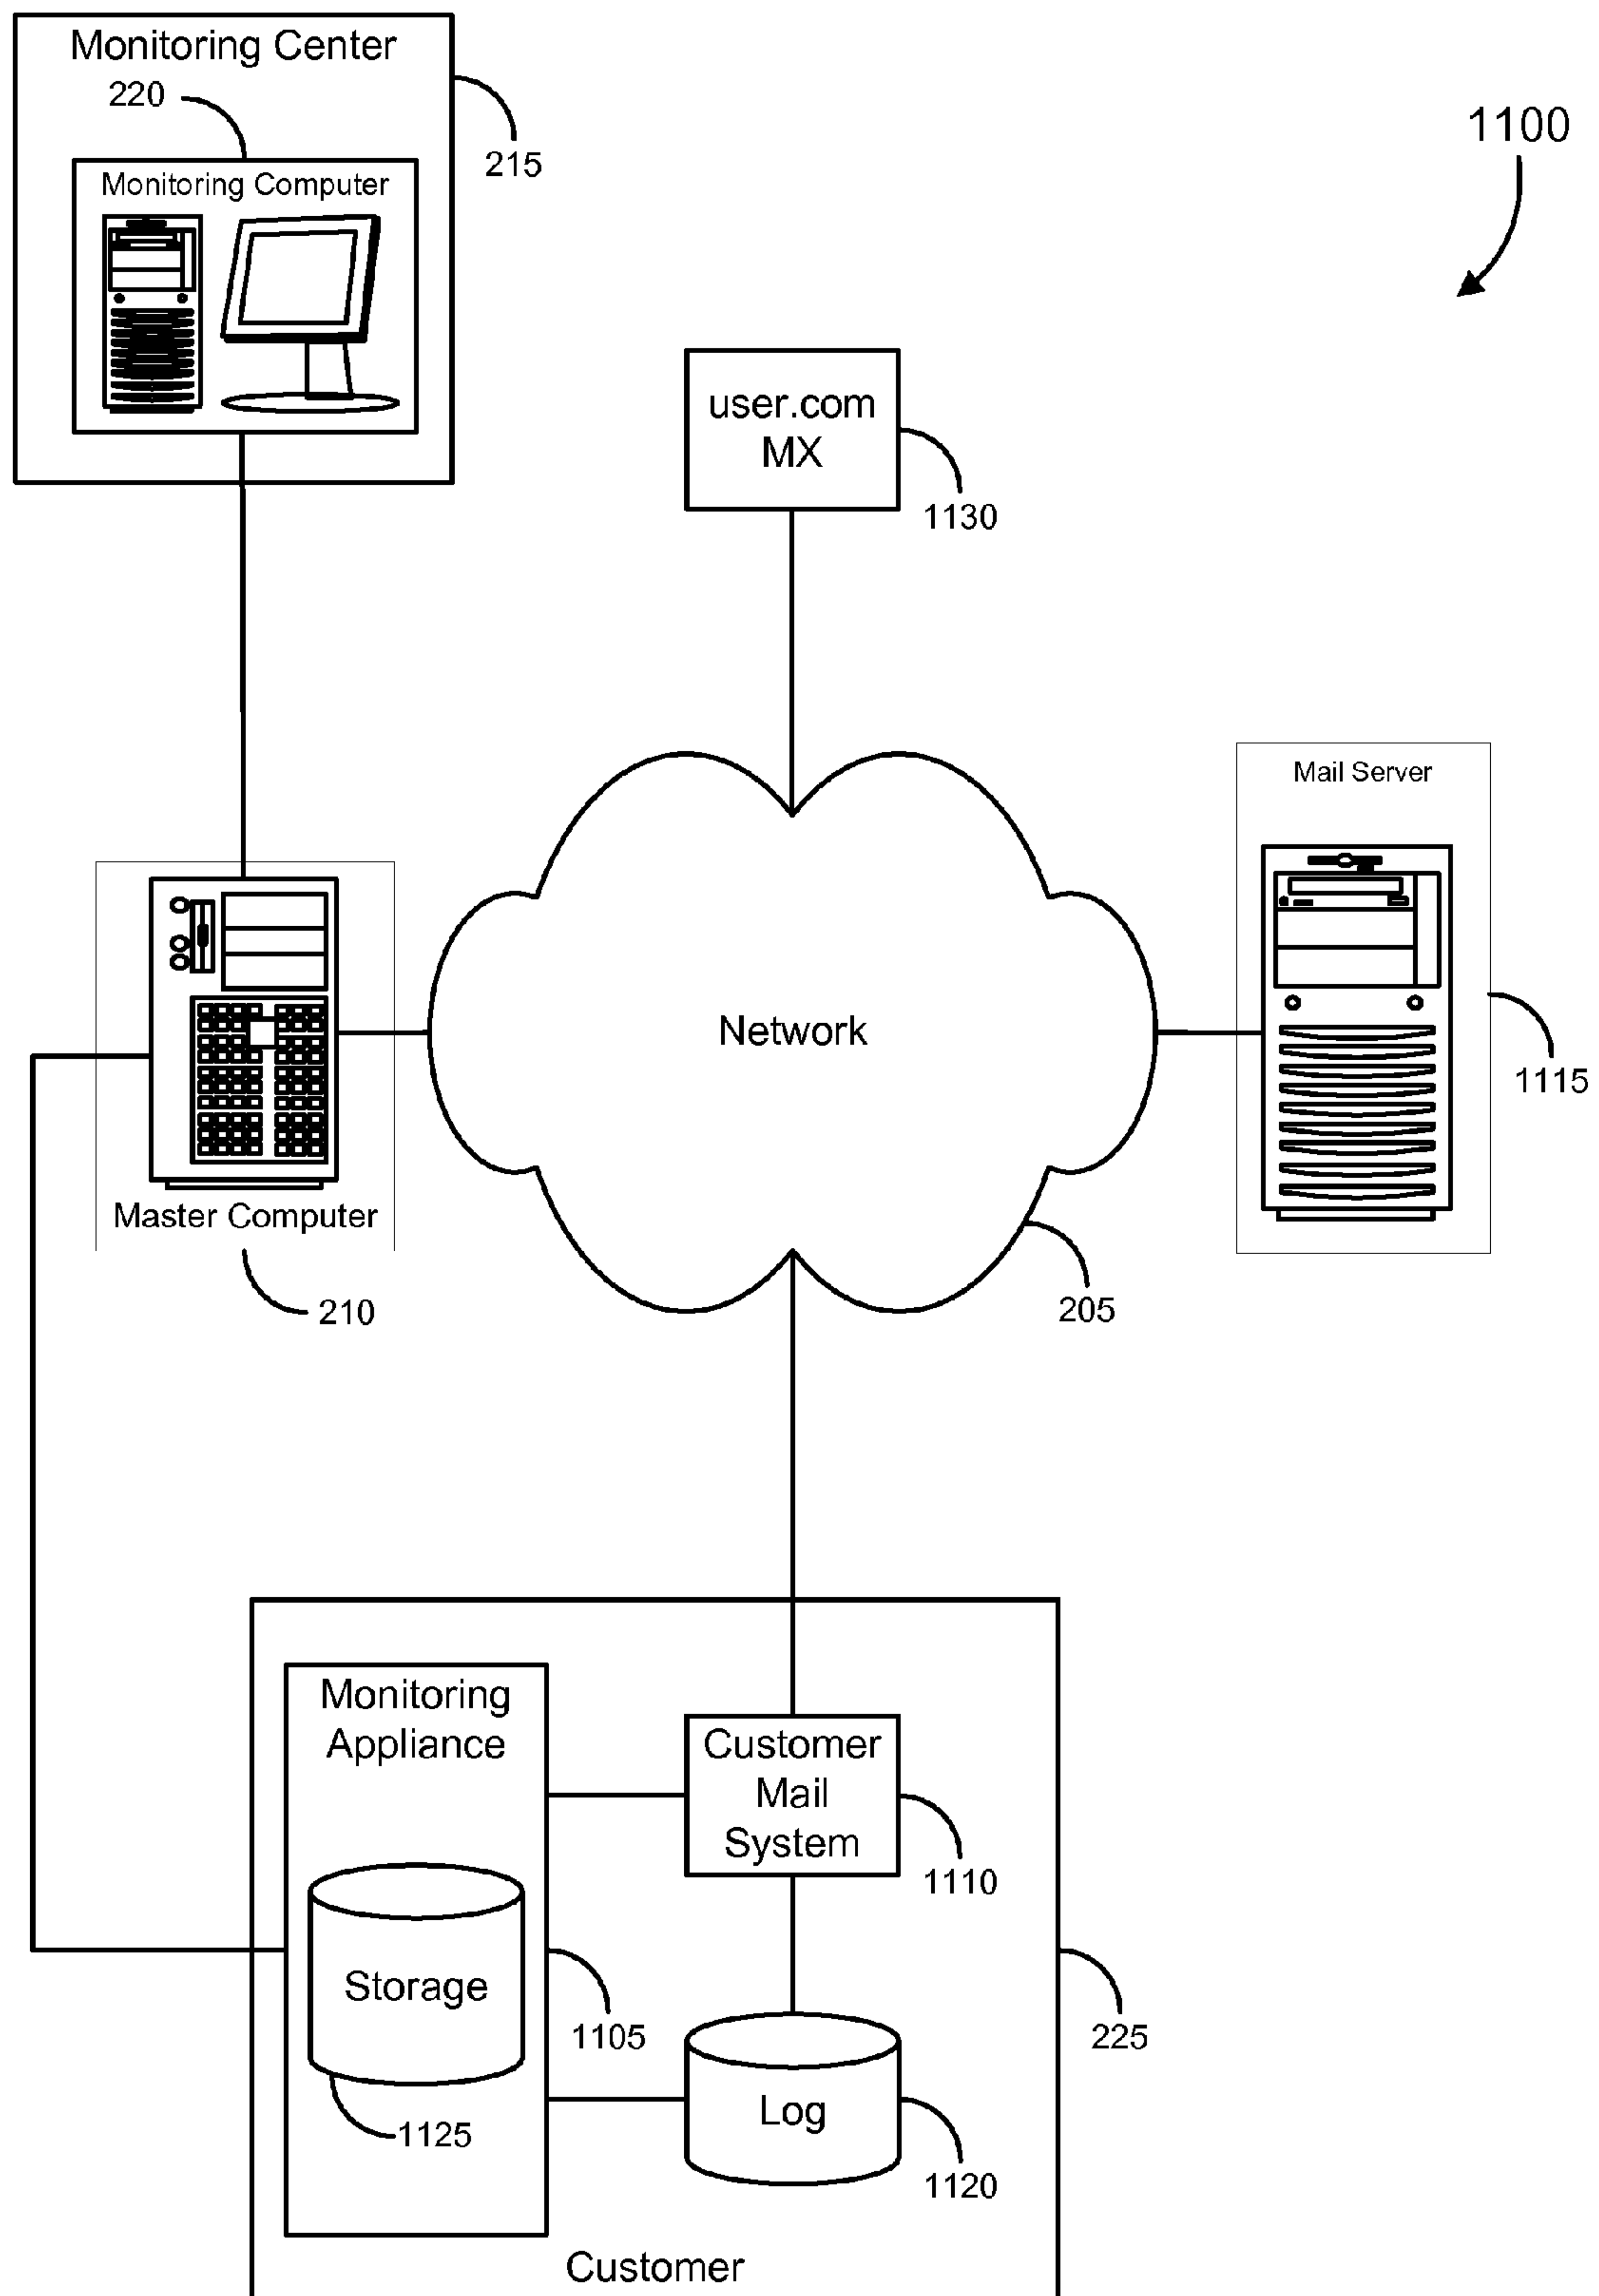 Monitoring Center
220
215
Monitoring Computer
1100
user.com
MX
1130
Mail Server
Network
1115
Master Computer
210
205
Monitoring
Appliance
Customer
Mail
System
1110
Storage
1105
225
Log
1125
1120
Customer